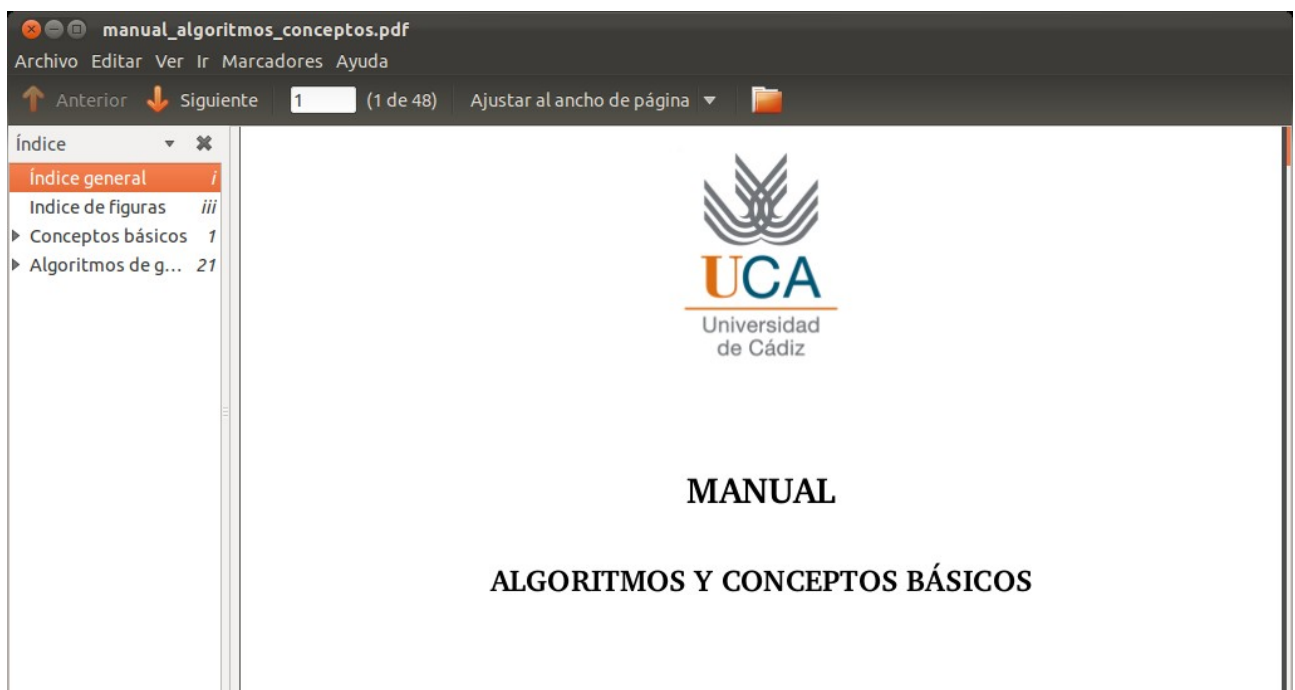 manual_algoritmos_conceptos.pdf
Archivo Editar Ver Ir Marcadores Ayuda
Anterior Siguiente 1 (1 de 48) Ajustar al ancho de página
Índice
Índice general i
Indice de figuras iii
Conceptos básicos 1
Algoritmos de g... 21
UCA
Universidad
de Cádiz
MANUAL
ALGORITMOS Y CONCEPTOS BÁSICOS